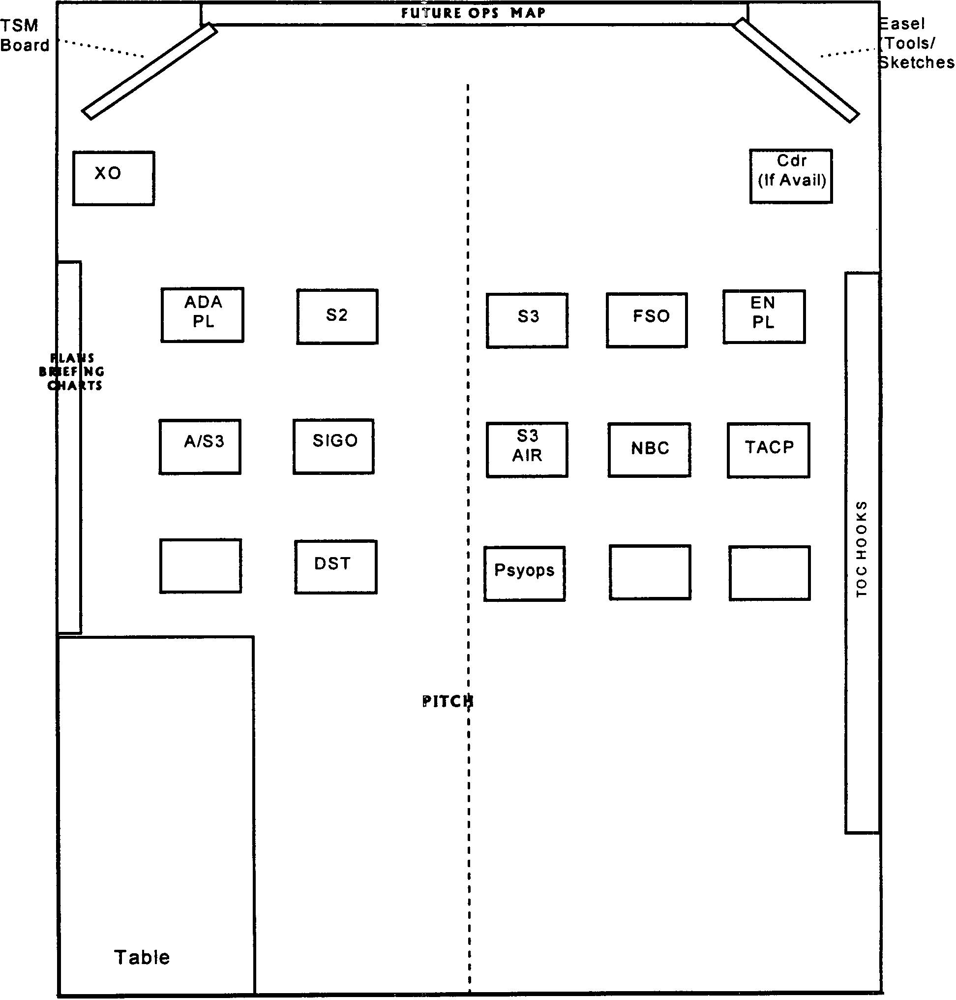 FUTURE OPS MAP
TSM
Board
Easel
(Tools/
Sketches
XO
Cdr
(If Avail)
ADA
PL
S2
S3
FSO
EN
PL
PLANS
BRIEFING
CHARTS
A/S3
SIGO
S3
AIR
NBC
TACP
TOC HOOKS
DST
Psyops
PITCH
Table